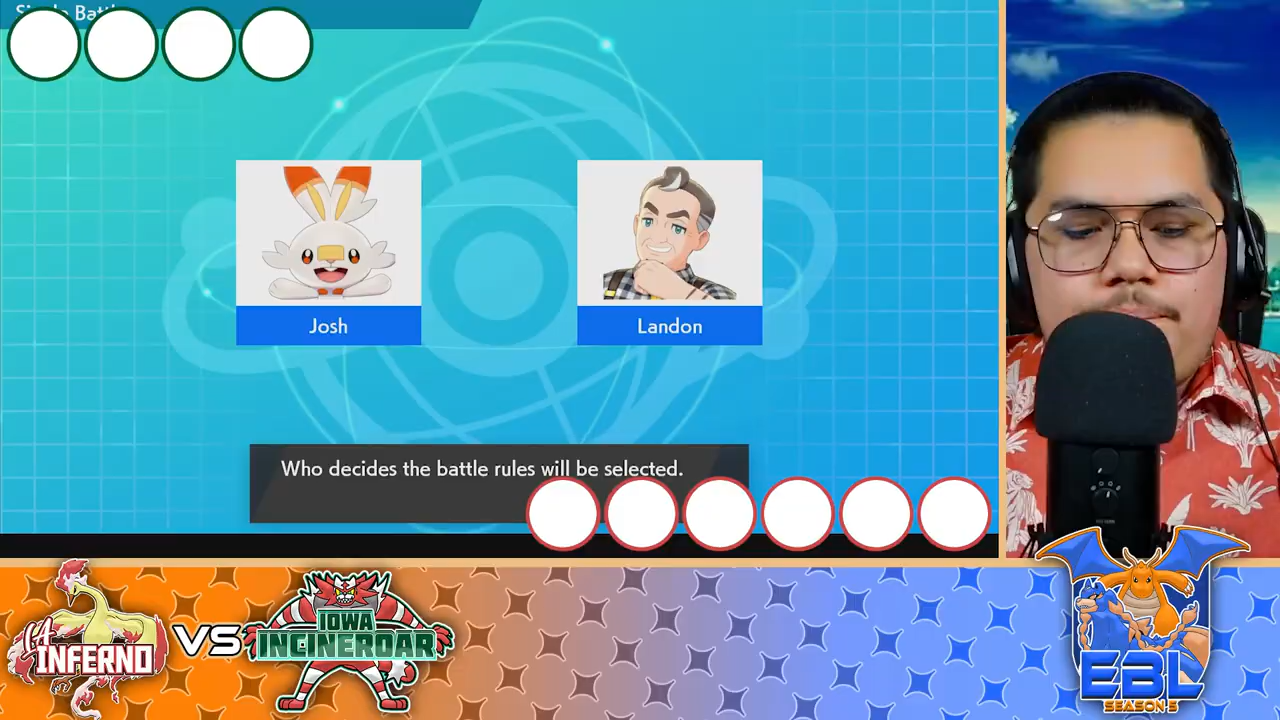 Josh
Landon
Who decides the battle rules will be selected.
LA
INFERNO
VS
IOWA
INCINEROAR
EBL
SEASON 5